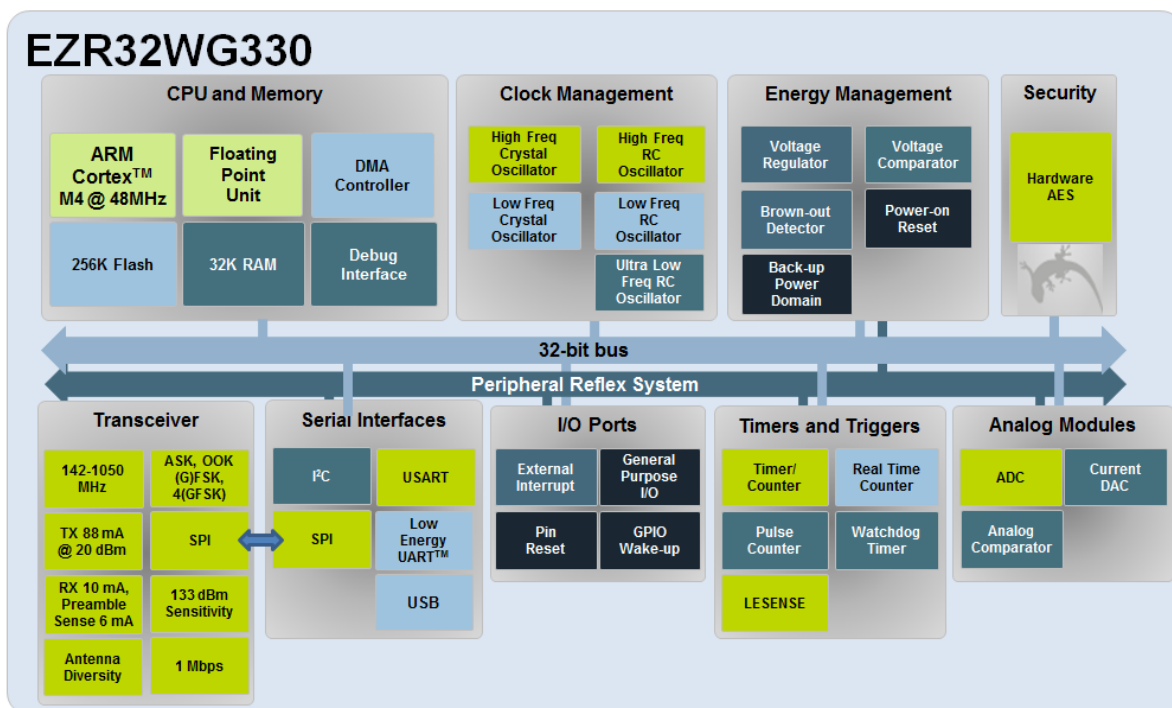 EZR32WG330
CPU and Memory
ARM
Cortex™
M4 @ 48MHz
Floating
Point
Unit
DMA
Controller
256K Flash
32K RAM
Debug
Interface
Clock Management
High Freq
Crystal
Oscillator
High Freq
RC
Oscillator
Low Freq
Crystal
Oscillator
Low Freq
RC
Oscillator
Ultra Low
Freq RC
Oscillator
Energy Management
Voltage
Regulator
Voltage
Comparator
Brown-out
Detector
Power-on
Reset
Back-up
Power
Domain
Security
Hardware
AES
32-bit bus
Peripheral Reflex System
Transceiver
142-1050
MHz
ASK, OOK
(G)FSK,
4(GFSK)
TX 88 mA
@ 20 dBm
SPI
RX 10 mA,
Preamble
Sense 6 mA
133 dBm
Sensitivity
Antenna
Diversity
1 Mbps
Serial Interfaces
I²C
USART
SPI
Low
Energy
UART™
USB
I/O Ports
External
Interrupt
General
Purpose
I/O
Pin
Reset
GPIO
Wake-up
Timers and Triggers
Timer/
Counter
Real Time
Counter
Pulse
Counter
Watchdog
Timer
LESENSE
Analog Modules
ADC
Current
DAC
Analog
Comparator